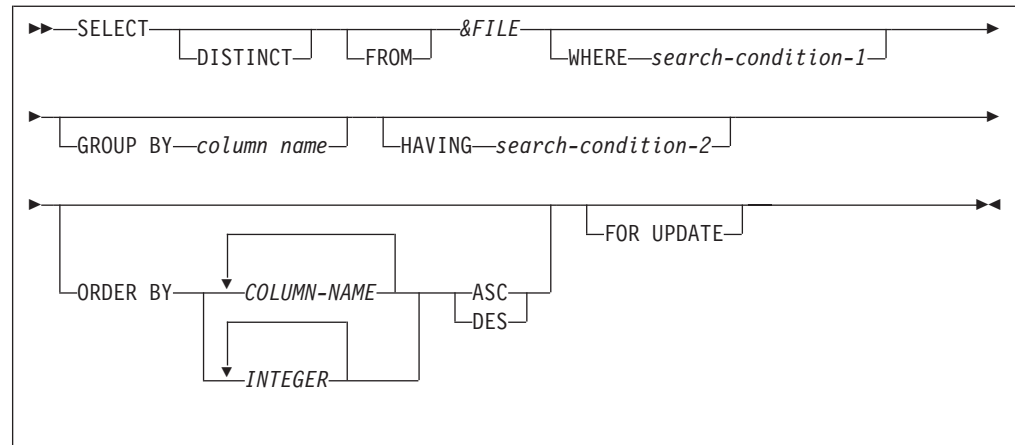 SELECT DISTINCT FROM &FILE WHERE search-condition-1
GROUP BY column name HAVING search-condition-2
FOR UPDATE
ORDER BY COLUMN-NAME ASC
DES
INTEGER